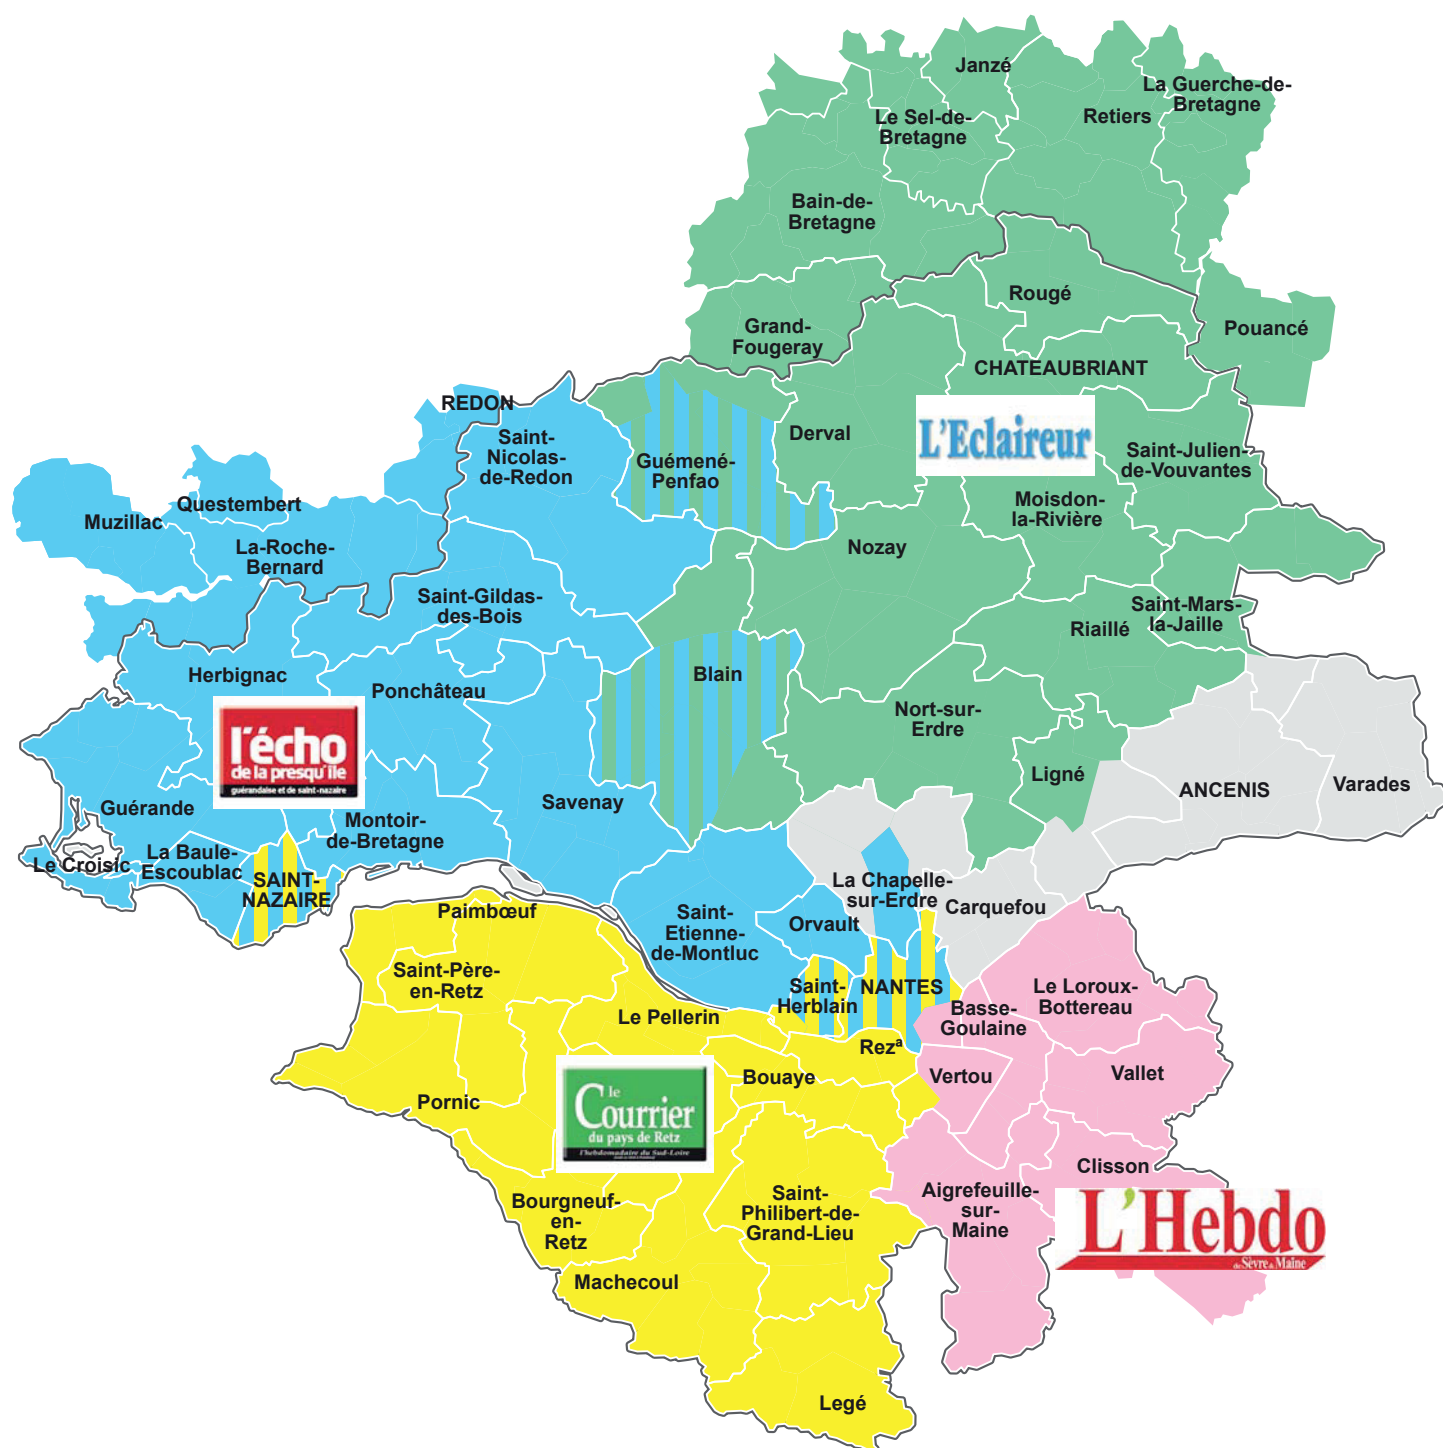 Janzé
La Guerche-de-
Bretagne
Le Sel-de-
Bretagne
Retiers
Bain-de-
Bretagne
Rougé
Grand-
Fougeray
Pouancé
CHATEAUBRIANT
REDON
Saint-
Nicolas-
de-Redon
Guémené-
Penfao
Derval
L'Eclaireur
Saint-Julien-
de-Vouvantes
Muzillac
Questembert
La-Roche-
Bernard
Moisdon-
la-Rivière
Nozay
Saint-Gildas-
des-Bois
Saint-Mars-
la-Jaille
Riaillé
Herbignac
Ponchâteau
Blain
Nort-sur-
Erdre
l'écho
de la presqu'île
guérandaise et de saint-nazaire
Ligné
ANCENIS
Varades
Guérande
Savenay
Montoir-
de-Bretagne
Le Croisic
La Baule-
Escoublac
SAINT-
NAZAIRE
La Chapelle-
sur-Erdre
Carquefou
Paimbœuf
Saint-
Etienne-
de-Montluc
Orvault
Saint-Père-
en-Retz
Saint-
Herblain
NANTES
Le Loroux-
Bottereau
Le Pellerin
Basse-
Goulaine
Rezª
Bouaye
Vertou
Vallet
Pornic
le
Courrier
du pays de Retz
l'hebdomadaire du Sud-Loire
Clisson
Bourgneuf-
en-
Retz
Saint-
Philibert-de-
Grand-Lieu
Aigrefeuille-
sur-
Maine
L'Hebdo
de Sèvre & Maine
Machecoul
Legé